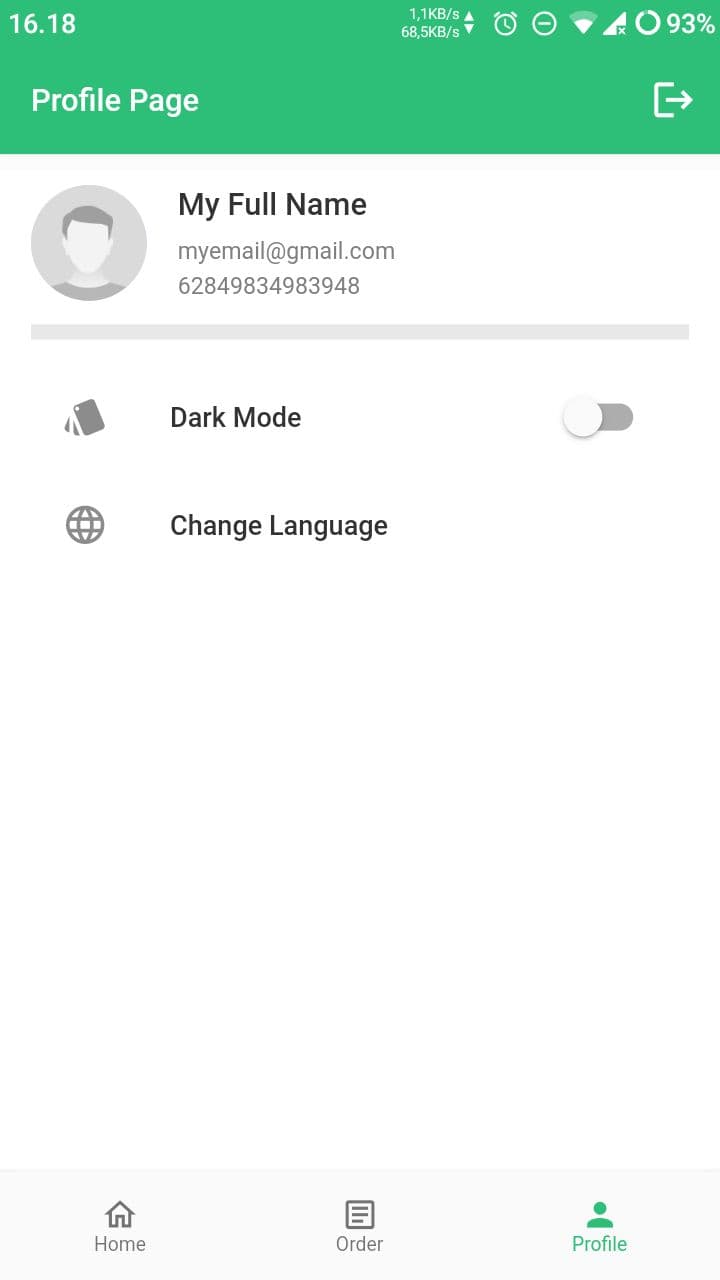 16.18
1,1KB/s
68,5KB/s
93%
Profile Page
My Full Name
myemail@gmail.com
62849834983948
Dark Mode
Change Language
Home
Order
Profile